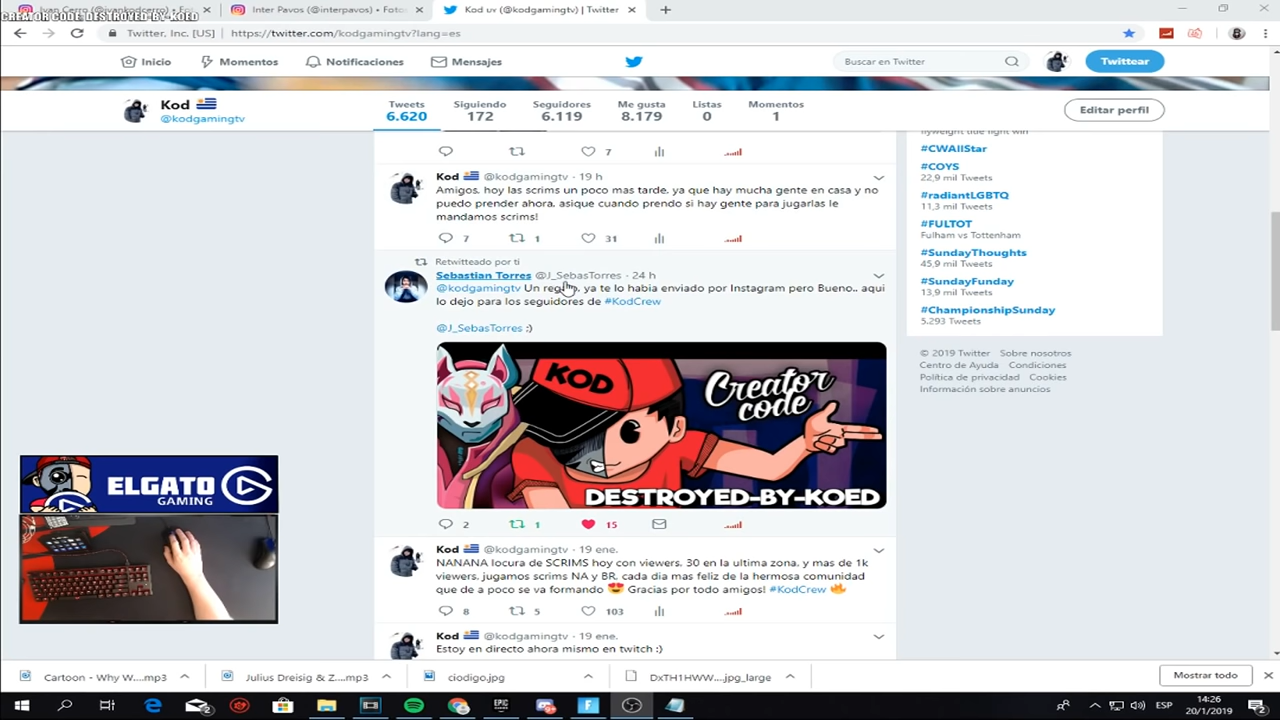 CREATOR CODE DESTROYED-BY-KOED
Ivan Cerro (@ivankodcerro)
Inter Pavos (@interpavos) • Fotos
Kod uy (@kodgamingtv) | Twitter
Twitter, Inc. [US]
https://twitter.com/kodgamingtv?lang=es
Inicio
Momentos
Notificaciones
Mensajes
Buscar en Twitter
Twittear
Kod
@kodgamingtv
Tweets
6.620
Siguiendo
172
Seguidores
6.119
Me gusta
8.179
Listas
0
Momentos
1
Editar perfil
7
Kod @kodgamingtv · 19 h
Amigos, hoy las scrims un poco mas tarde, ya que hay mucha gente en casa y no
puedo prender ahora, asique cuando prendo si hay gente para jugarlas le
mandamos scrims!
7 1 31
Retwitteado por ti
Sebastian Torres @J_SebasTorres · 24 h
@kodgamingtv Un ya te lo habia enviado por Instagram pero Bueno.. aqui
lo dejo para los seguidores de #KodCrew
@J_SebasTorres :)
KOD
Creator
code
DESTROYED-BY-KOED
2 1 15
Kod @kodgamingtv · 19 ene.
NANANA locura de SCRIMS hoy con viewers, 30 en la ultima zona, y mas de 1k
viewers, jugamos scrims NA y BR, cada dia mas feliz de la hermosa comunidad
que de a poco se va formando 😍 Gracias por todo amigos! #KodCrew 🔥
8 5 103
Kod @kodgamingtv · 19 ene.
Estoy en directo ahora mismo en twitch :)
flyweight title fight win
#CWAllStar
#COYS
22,9 mil Tweets
#radiantLGBTQ
11,3 mil Tweets
#FULTOT
Fulham vs Tottenham
#SundayThoughts
45,9 mil Tweets
#SundayFunday
13,9 mil Tweets
#ChampionshipSunday
5.293 Tweets
© 2019 Twitter Sobre nosotros
Centro de Ayuda Condiciones
Política de privacidad Cookies
Información sobre anuncios
ELGATO
GAMING
Cartoon - Why W....mp3
Julius Dreisig & Z....mp3
ciodigo.jpg
DxTH1HWW....jpg_large
Mostrar todo
EPIC
ESP
14:26
20/1/2019
2